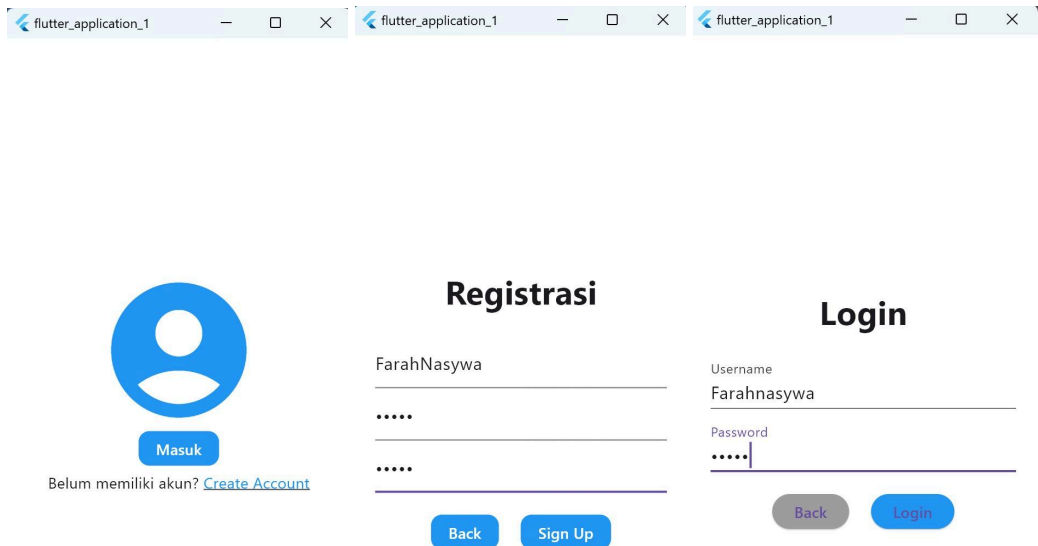 flutter_application_1
Masuk
Belum memiliki akun? Create Account
flutter_application_1
Registrasi
FarahNasywa
•••••
•••••
Back Sign Up
flutter_application_1
Login
Username
Farahnasywa
Password
•••••
Back Login